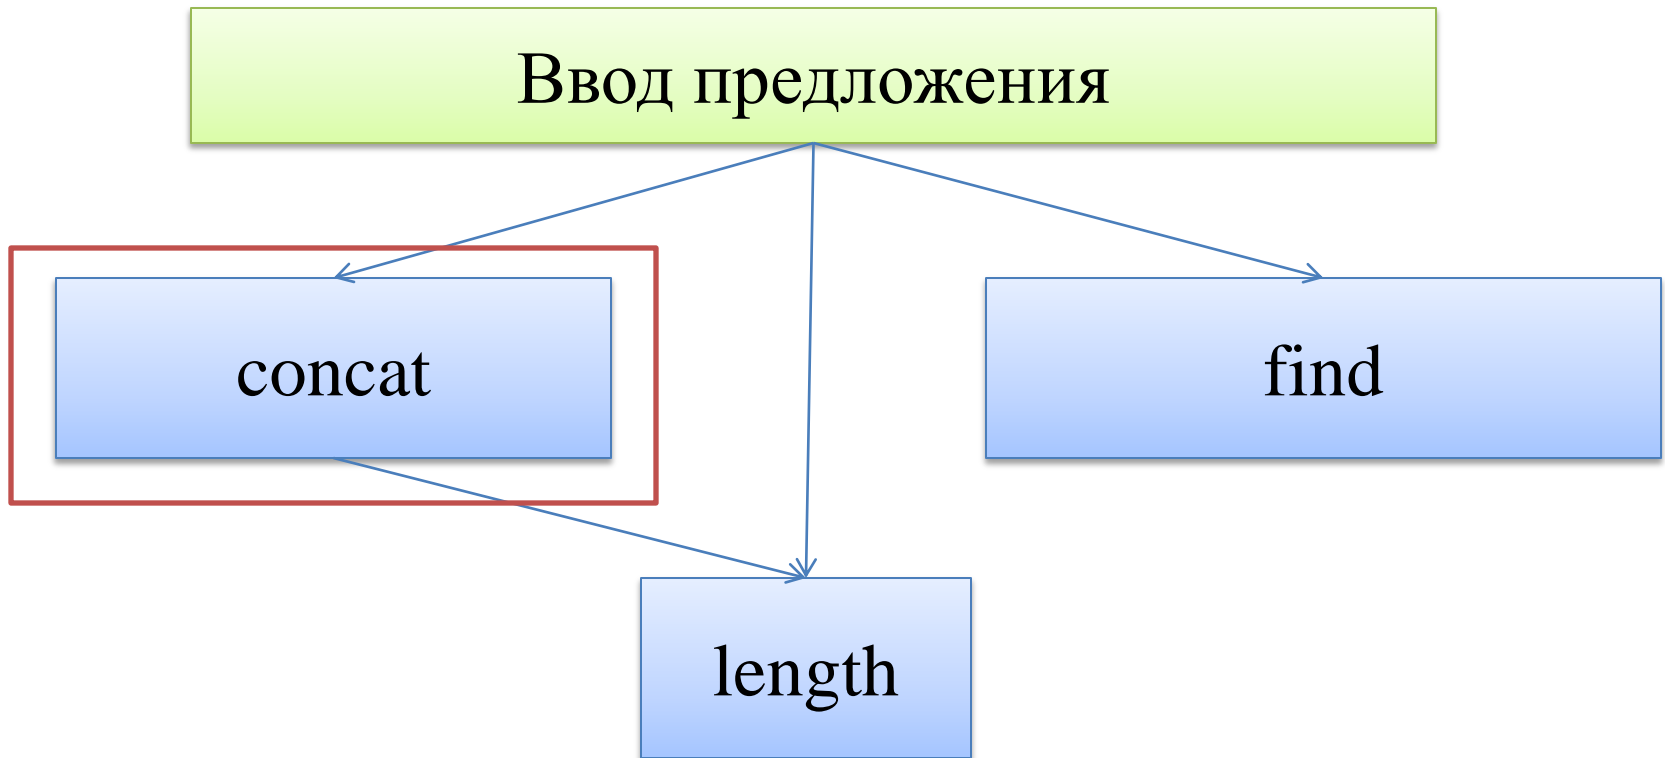 Ввод предложения
concat
find
length